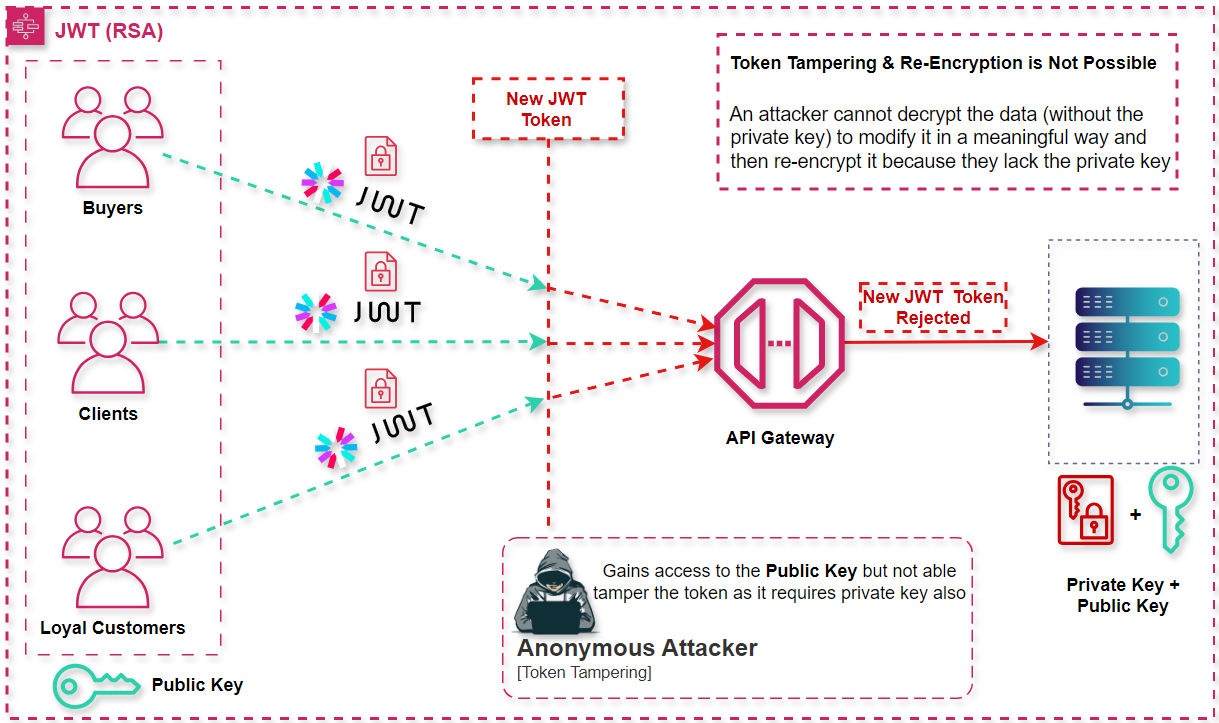 JWT (RSA)
Token Tampering & Re-Encryption is Not Possible
An attacker cannot decrypt the data (without the
private key) to modify it in a meaningful way and
then re-encrypt it because they lack the private key
New JWT
Token
JWT
Buyers
JWT
New JWT  Token
Rejected
Clients
JWT
API Gateway
Loyal Customers
Public Key
Gains access to the Public Key but not able
tamper the token as it requires private key also
Anonymous Attacker
[Token Tampering]
+
Private Key +
Public Key